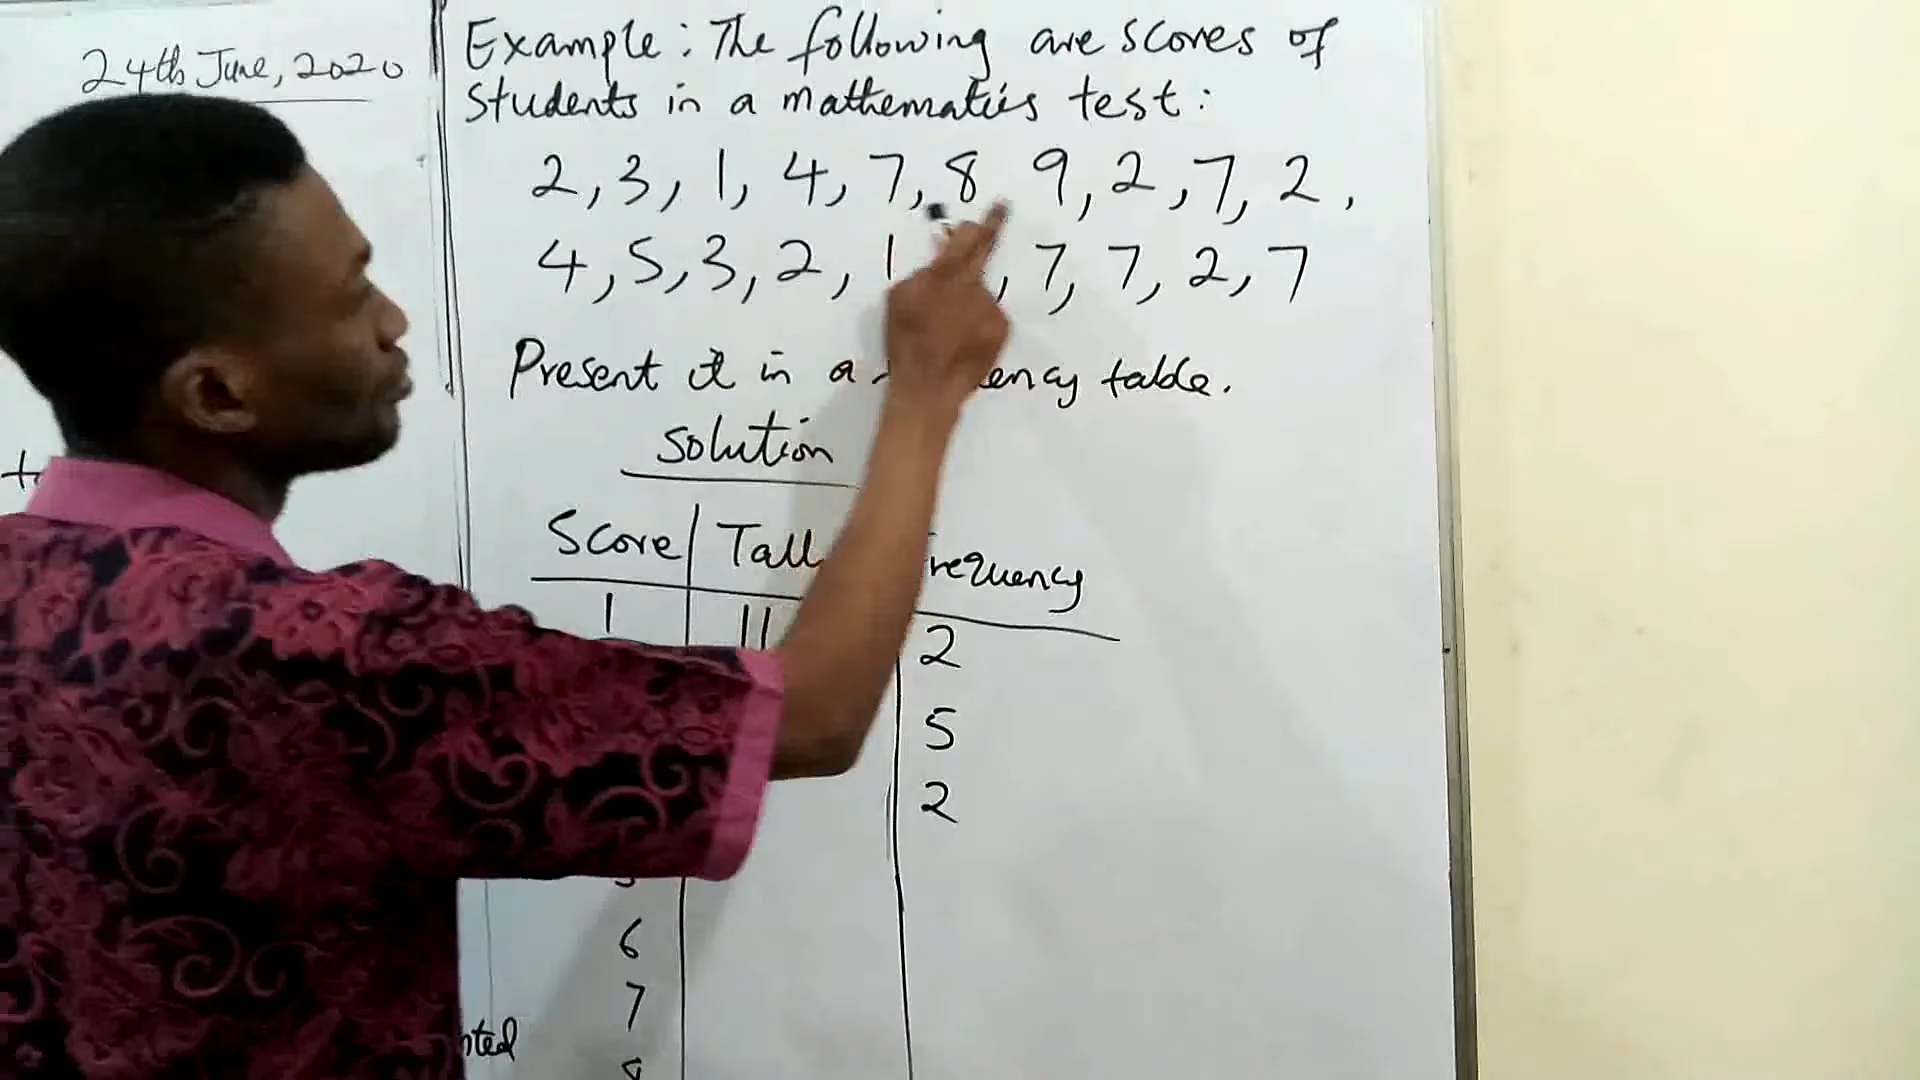 24th June, 2020
Example: The following are scores of
Students in a mathematics test:
2, 3, 1, 4, 7, 8 9, 2, 7, 2,
4, 5, 3, 2, 1 , 7, 7, 2, 7
Present it in a table.
Solution
Score
1 11 2
5
2
6
7